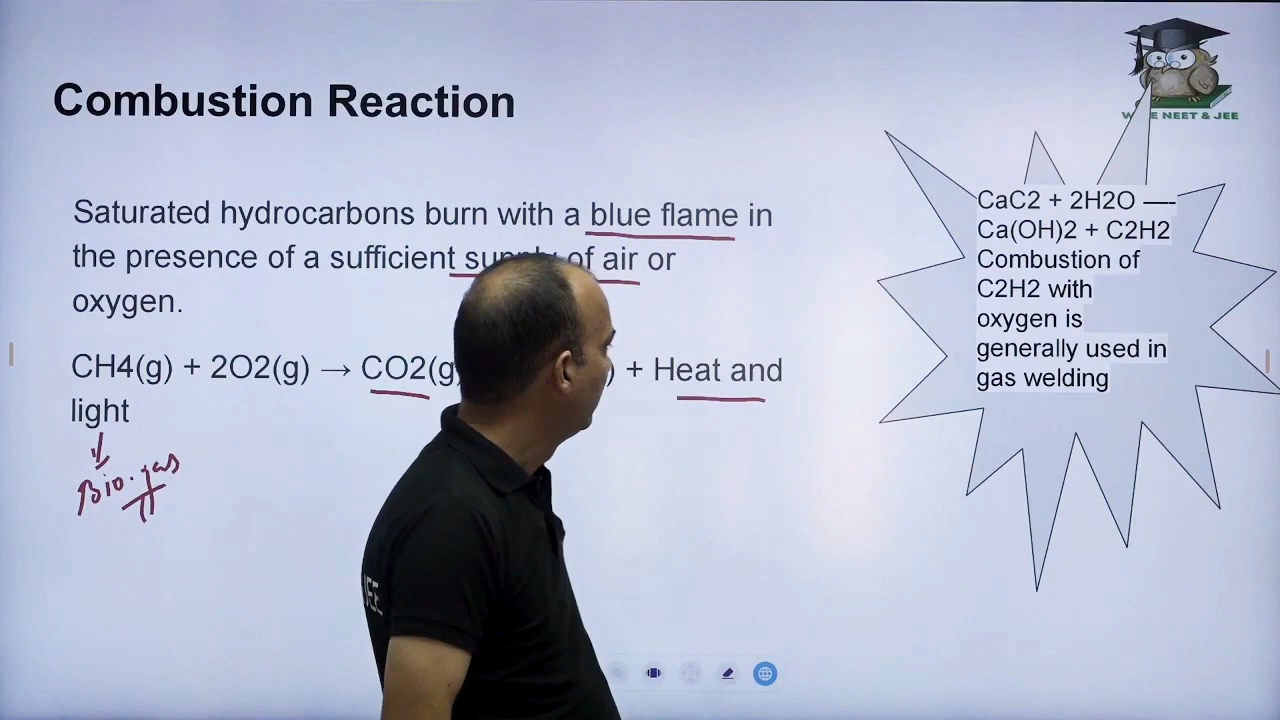 Combustion Reaction
Saturated hydrocarbons burn with a blue flame in
the presence of a sufficient supply of air or
oxygen.
CH4(g) + 2O2(g) → CO2(g ) + Heat and
light
Bio.gas
NEET & JEE
CaC2 + 2H2O —-
Ca(OH)2 + C2H2
Combustion of
C2H2 with
oxygen is
generally used in
gas welding
JEE